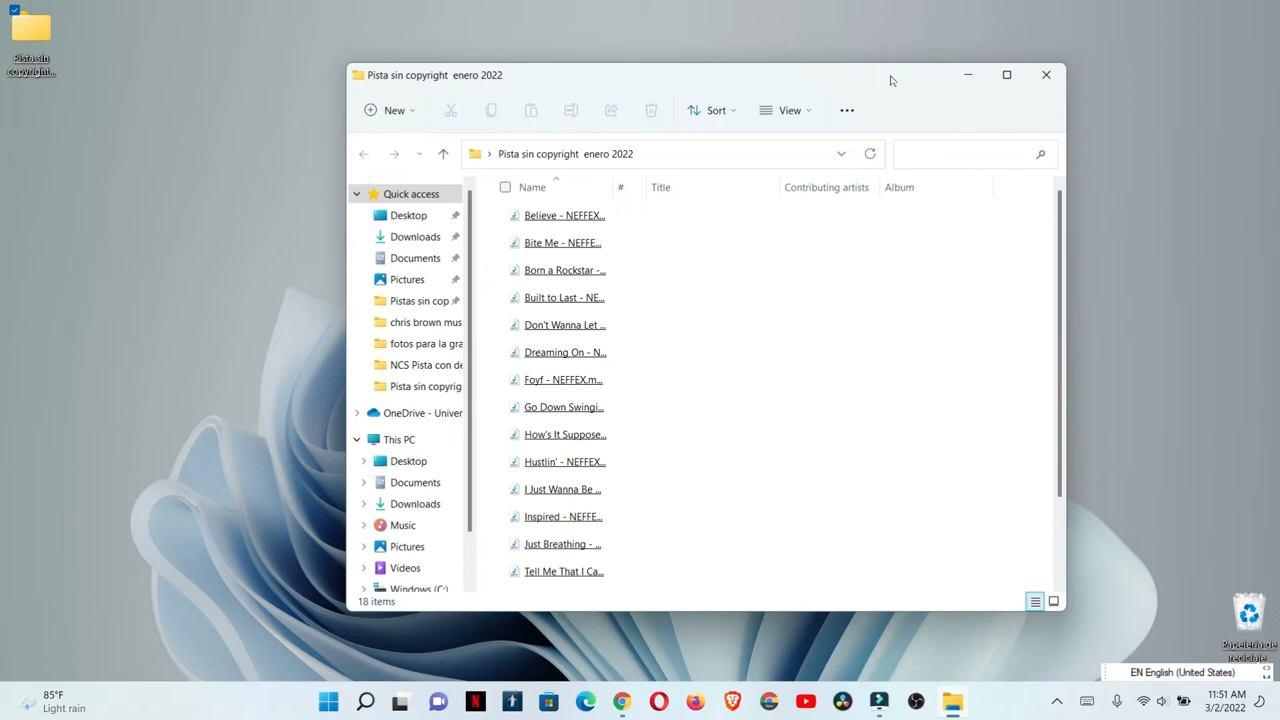 Pista sin
copyright...
Pista sin copyright enero 2022
New
Sort
View
Pista sin copyright enero 2022
Name
#
Title
Contributing artists
Album
Quick access
Desktop
Downloads
Documents
Pictures
Pistas sin cop
chris brown mus
fotos para la gra
NCS Pista con de
Pista sin copyrig
OneDrive - Univer
This PC
Desktop
Documents
Downloads
Music
Pictures
Videos
Windows (C:)
Believe - NEFFEX...
Bite Me - NEFFE...
Born a Rockstar -...
Built to Last - NE...
Don't Wanna Let ...
Dreaming On - N...
Foyf - NEFFEX.m...
Go Down Swingi...
How's It Suppose...
Hustlin' - NEFFEX...
I Just Wanna Be ...
Inspired - NEFFE...
Just Breathing - ...
Tell Me That I Ca...
18 items
Papelería de
reciclaje
EN English (United States)
85°F
Light rain
11:51 AM
3/2/2022